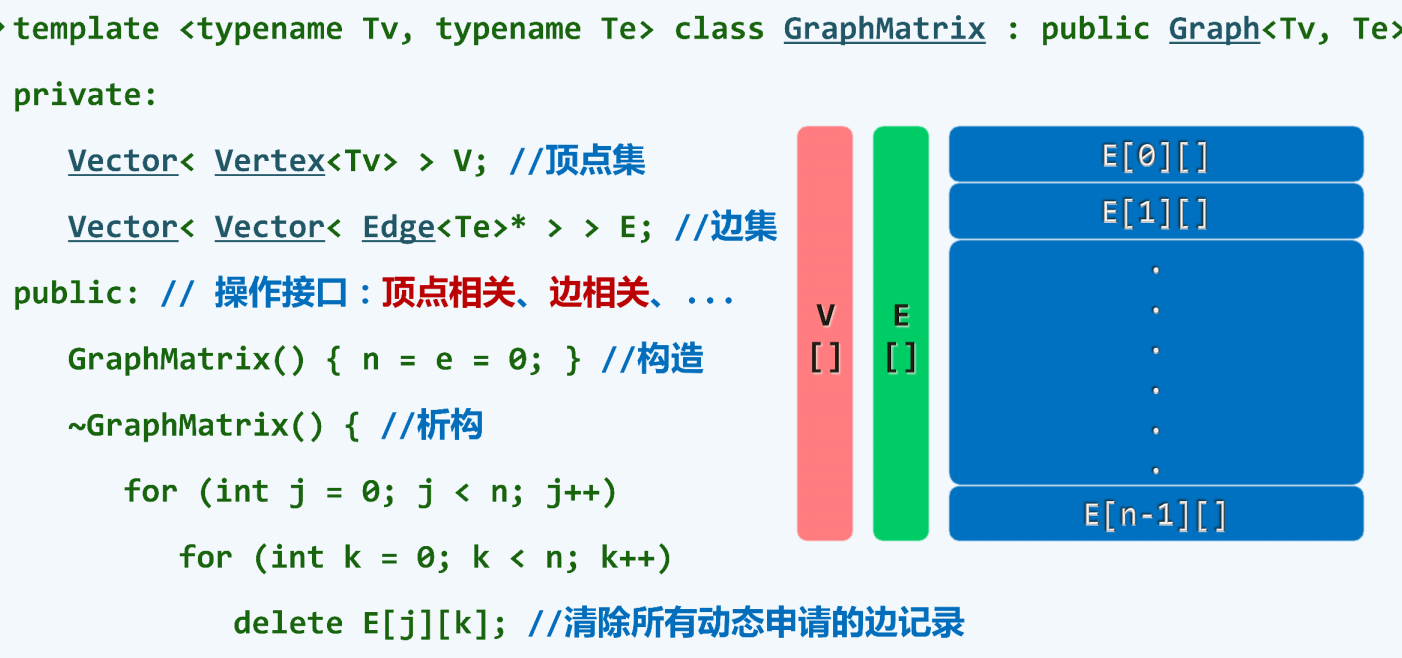 template <typename Tv, typename Te> class GraphMatrix : public Graph<Tv, Te>
private:
Vector< Vertex<Tv> > V; //顶点集
Vector< Vector< Edge<Te>* > > E; //边集
public: // 操作接口：顶点相关、边相关、...
GraphMatrix() { n = e = 0; } //构造
~GraphMatrix() { //析构
for (int j = 0; j < n; j++)
for (int k = 0; k < n; k++)
delete E[j][k]; //清除所有动态申请的边记录
V
[]
E
[]
E[0][]
E[1][]
E[n-1][]